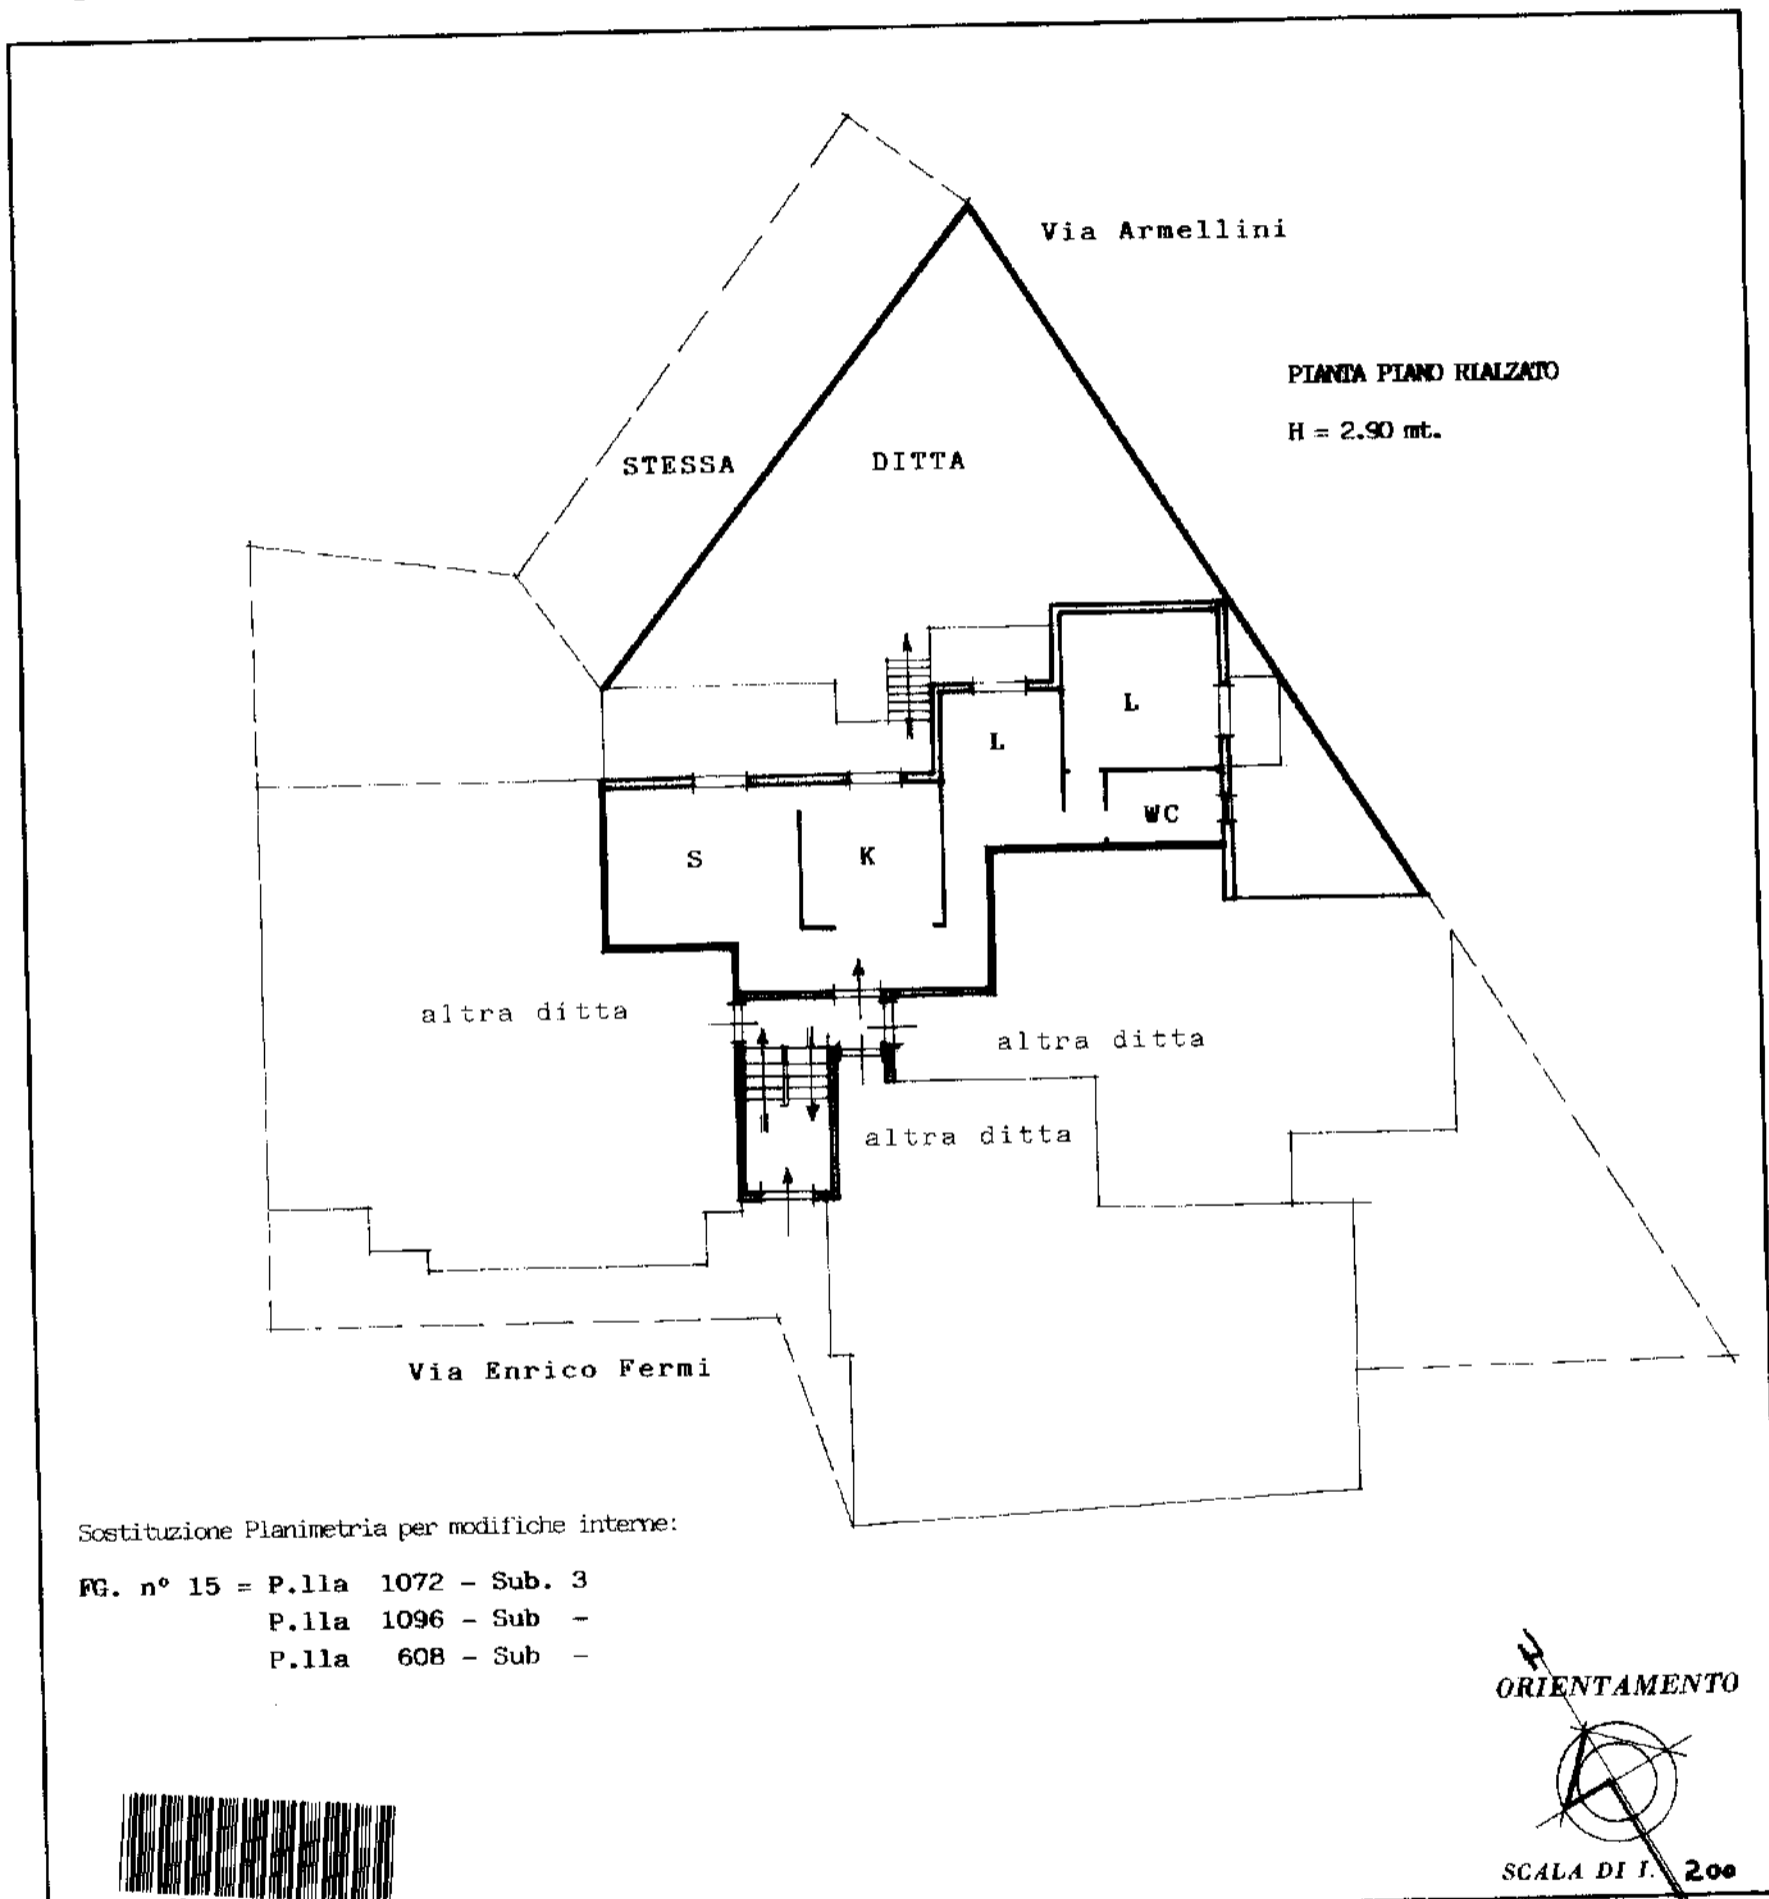 Via Armellini
PIANTA PIANO RIALZATO
H = 2.90 mt.
STESSA
DITTA
L
L
WC
S
K
altra ditta
altra ditta
altra ditta
Via Enrico Fermi
Sostituzione Planimetria per modifiche interne:
FG. n° 15 = P.lla 1072 - Sub. 3
P.lla 1096 - Sub -
P.lla 608 - Sub -
ORIENTAMENTO
SCALA DI 1: 200